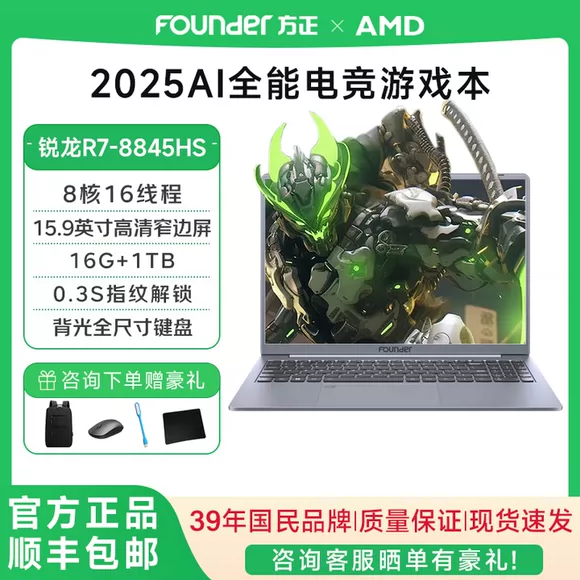 FOUNDER 方正 × AMD
2025AI全能电竞游戏本
锐龙R7-8845HS
8核16线程
15.9英寸高清窄边屏
16G+1TB
0.3S指纹解锁
背光全尺寸键盘
咨询下单赠豪礼
FOUNDER
官方正品
顺丰包邮
39年国民品牌|质量保证|现货速发
咨询客服晒单有豪礼!